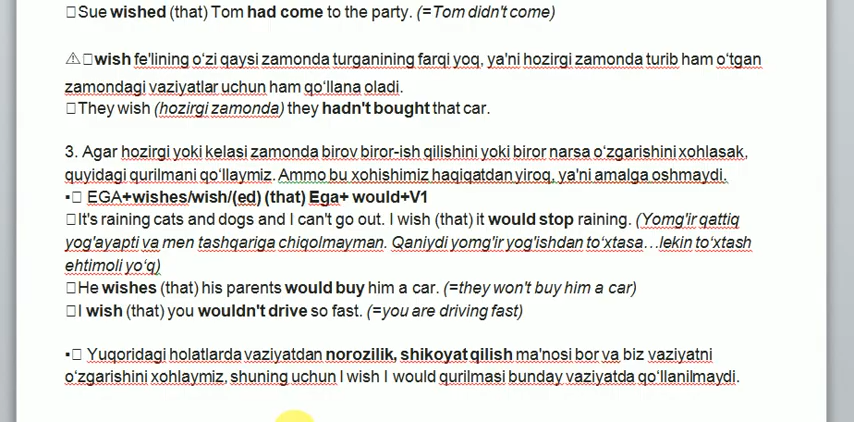 Sue wished (that) Tom had come to the party. (=Tom didn't come)
⚠ wish fe'lining o'zi qaysi zamonda turganining farqi yoq, ya'ni hozirgi zamonda turib ham o'tgan
zamondagi vaziyatlar uchun ham qo'llana oladi.
They wish (hozirgi zamonda) they hadn't bought that car.
3. Agar hozirgi yoki kelasi zamonda birov biror-ish qilishini yoki biror narsa o'zgarishini xohlasak,
quyidagi qurilmani qo'llaymiz. Ammo bu xohishimiz haqiqatdan yiroq, ya'ni amalga oshmaydi.
▪ EGA+wishes/wish/(ed) (that) Ega+ would+V1
It's raining cats and dogs and I can't go out. I wish (that) it would stop raining. (Yomg'ir qattiq
yog'ayapti va men tashqariga chiqolmayman. Qaniydi yomg'ir yog'ishdan to'xtasa…lekin to'xtash
ehtimoli yo'q)
He wishes (that) his parents would buy him a car. (=they won't buy him a car)
I wish (that) you wouldn't drive so fast. (=you are driving fast)
▪ Yuqoridagi holatlarda vaziyatdan norozilik, shikoyat qilish ma'nosi bor va biz vaziyatni
o'zgarishini xohlaymiz, shuning uchun I wish I would qurilmasi bunday vaziyatda qo'llanilmaydi.